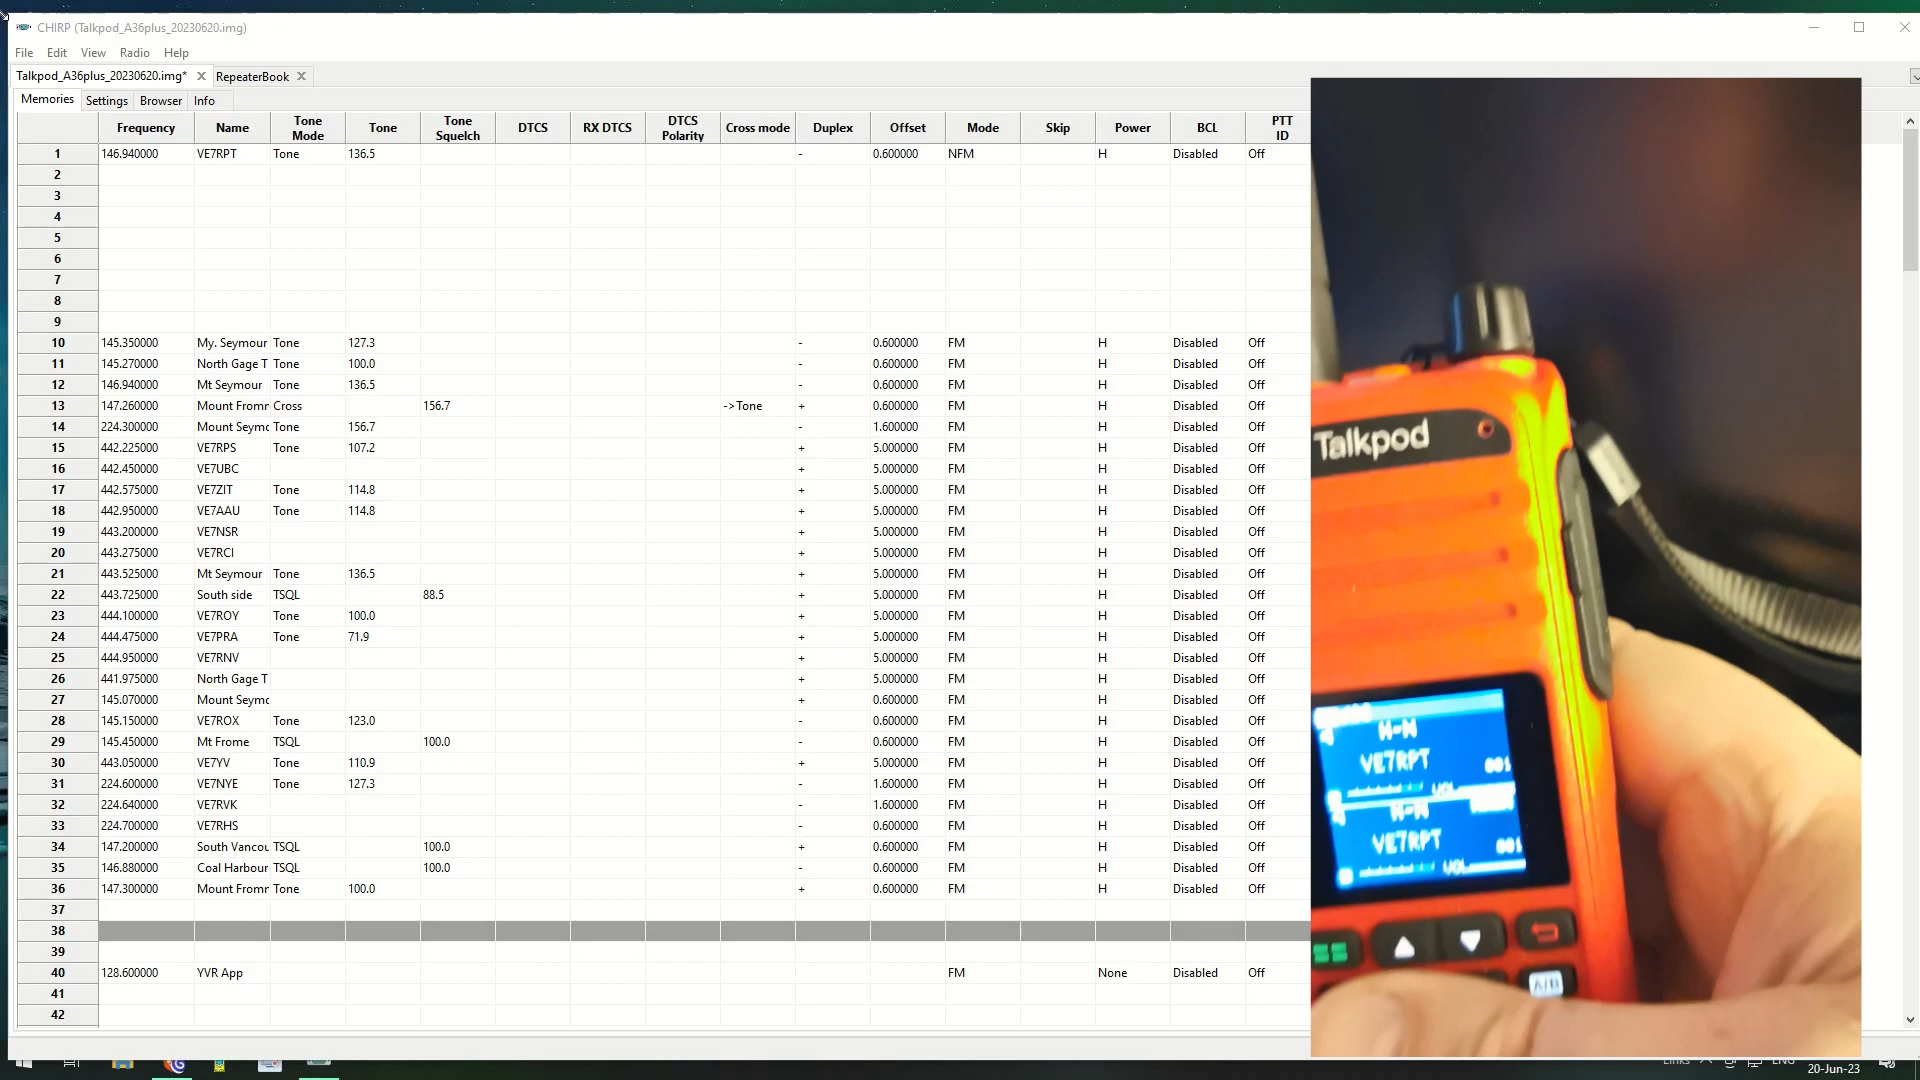 CHIRP (Talkpod_A36plus_20230620.img)
File Edit View Radio Help
Talkpod_A36plus_20230620.img* RepeaterBook
Memories Settings Browser Info
Frequency Name Tone Mode Tone Tone Squelch DTCS RX DTCS DTCS Polarity Cross mode Duplex Offset Mode Skip Power BCL PTT ID
1 146.940000 VE7RPT Tone 136.5 - 0.600000 NFM H Disabled Off
2
3
4
5
6
7
8
9
10 145.350000 My. Seymour Tone 127.3 - 0.600000 FM H Disabled Off
11 145.270000 North Gage T Tone 100.0 - 0.600000 FM H Disabled Off
12 146.940000 Mt Seymour Tone 136.5 - 0.600000 FM H Disabled Off
13 147.260000 Mount Fromr Cross 156.7 ->Tone + 0.600000 FM H Disabled Off
14 224.300000 Mount Seymo Tone 156.7 - 1.600000 FM H Disabled Off
15 442.225000 VE7RPS Tone 107.2 + 5.000000 FM H Disabled Off
16 442.450000 VE7UBC + 5.000000 FM H Disabled Off
17 442.575000 VE7ZIT Tone 114.8 + 5.000000 FM H Disabled Off
18 442.950000 VE7AAU Tone 114.8 + 5.000000 FM H Disabled Off
19 443.200000 VE7NSR + 5.000000 FM H Disabled Off
20 443.275000 VE7RCI + 5.000000 FM H Disabled Off
21 443.525000 Mt Seymour Tone 136.5 + 5.000000 FM H Disabled Off
22 443.725000 South side TSQL 88.5 + 5.000000 FM H Disabled Off
23 444.100000 VE7ROY Tone 100.0 + 5.000000 FM H Disabled Off
24 444.475000 VE7PRA Tone 71.9 + 5.000000 FM H Disabled Off
25 444.950000 VE7RNV + 5.000000 FM H Disabled Off
26 441.975000 North Gage T + 5.000000 FM H Disabled Off
27 145.070000 Mount Seymo + 0.600000 FM H Disabled Off
28 145.150000 VE7ROX Tone 123.0 - 0.600000 FM H Disabled Off
29 145.450000 Mt Frome TSQL 100.0 - 0.600000 FM H Disabled Off
30 443.050000 VE7YV Tone 110.9 + 5.000000 FM H Disabled Off
31 224.600000 VE7NYE Tone 127.3 - 1.600000 FM H Disabled Off
32 224.640000 VE7RVK - 1.600000 FM H Disabled Off
33 224.700000 VE7RHS - 0.600000 FM H Disabled Off
34 147.200000 South Vancou TSQL 100.0 + 0.600000 FM H Disabled Off
35 146.880000 Coal Harbour TSQL 100.0 - 0.600000 FM H Disabled Off
36 147.300000 Mount Fromr Tone 100.0 + 0.600000 FM H Disabled Off
37
38
39
40 128.600000 YVR App FM None Disabled Off
41
42
Talkpod
H-N
VE7RPT 001
VOL
H-N
VE7RPT 001
VOL
A/B
ENG
20-Jun-23